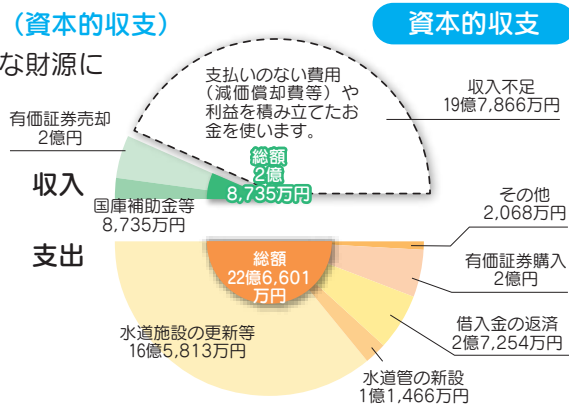 （資本的収支）
資本的収支
な財源に
支払いのない費用
（減価償却費等）や
利益を積み立てたお
金を使います。
収入不足
19億7,866万円
有価証券売却
2億円
総額
2億
8,735万円
収入
国庫補助金等
8,735万円
その他
2,068万円
支出
総額
22億6,601
万円
有価証券購入
2億円
借入金の返済
2億7,254万円
水道施設の更新等
16億5,813万円
水道管の新設
1億1,466万円